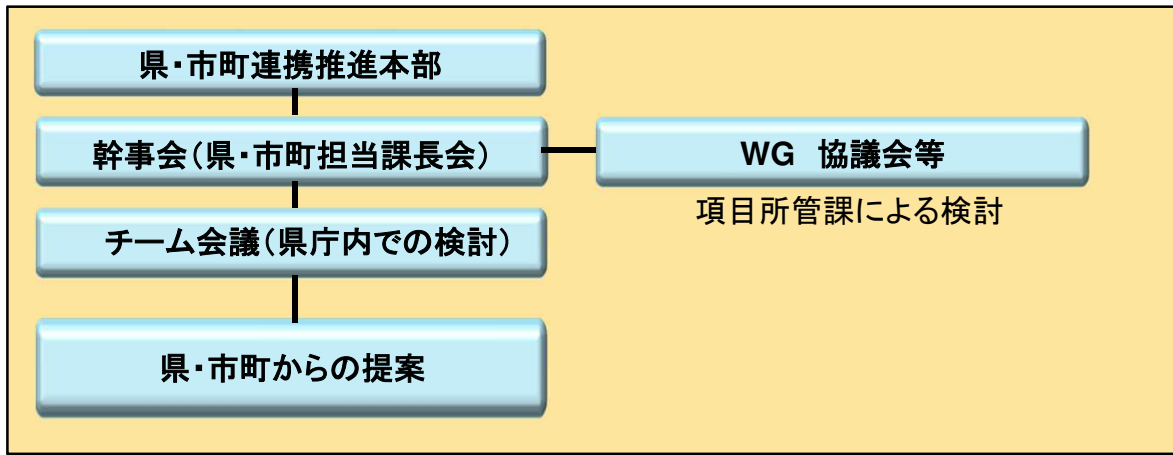 県・市町連携推進本部
幹事会（県・市町担当課長会）
WG 協議会等
項目所管課による検討
チーム会議（県庁内での検討）
県・市町からの提案